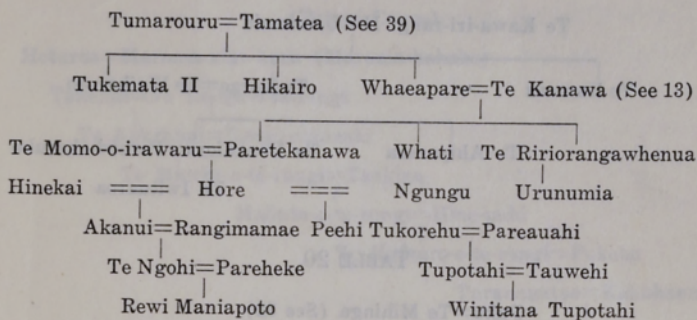 Tumarouru=Tamatea (See 39)
Tukemata II Hikairo Whaeapare=Te Kanawa (See 13)
Te Momo-o-irawaru=Paretekanawa Whati Te Ririorangawhenua
Hinekai === Hore === Ngungu Urunumia
Akanui=Rangimamae Peehi Tukorehu=Pareauahi
Te Ngohi=Pareheke Tupotahi=Tauwehi
Rewi Maniapoto Winitana Tupotahi